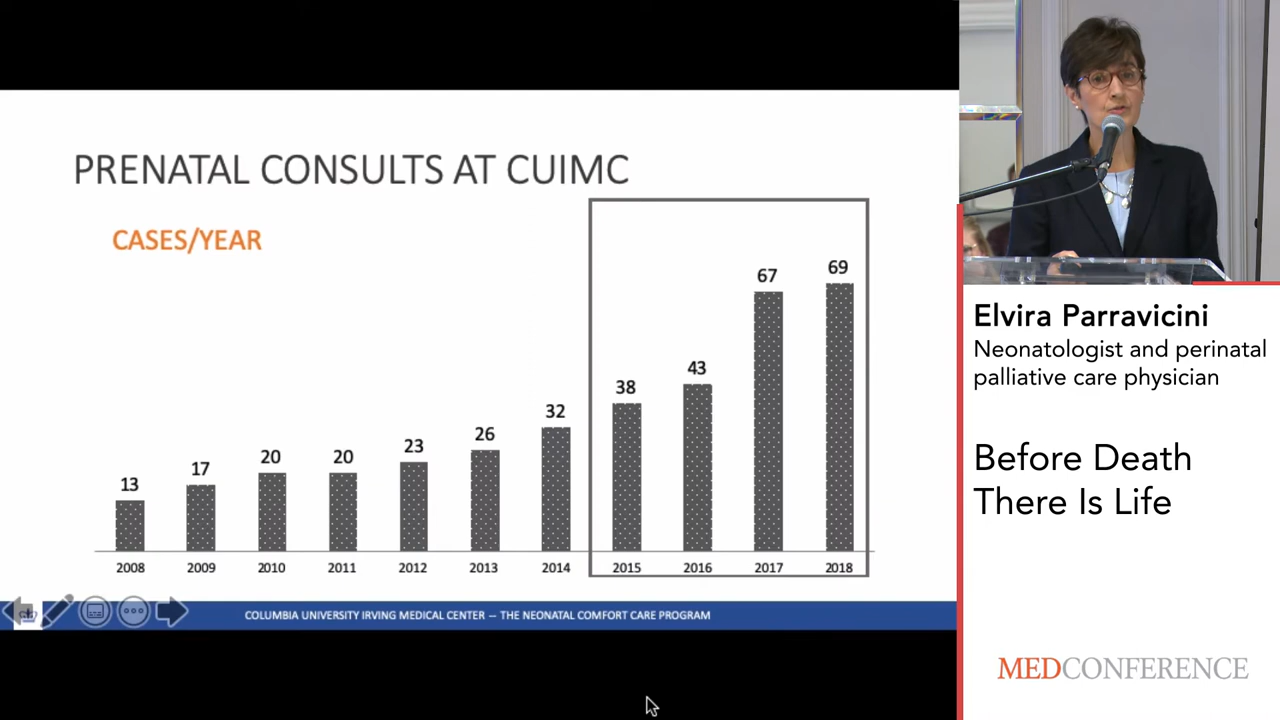 PRENATAL CONSULTS AT CUIMC
CASES/YEAR
13
17
20
20
23
26
32
38
43
67
69
2008
2009
2010
2011
2012
2013
2014
2015
2016
2017
2018
COLUMBIA UNIVERSITY IRVING MEDICAL CENTER -- THE NEONATAL COMFORT CARE PROGRAM
Elvira Parravicini
Neonatologist and perinatal
palliative care physician
Before Death
There Is Life
MEDCONFERENCE